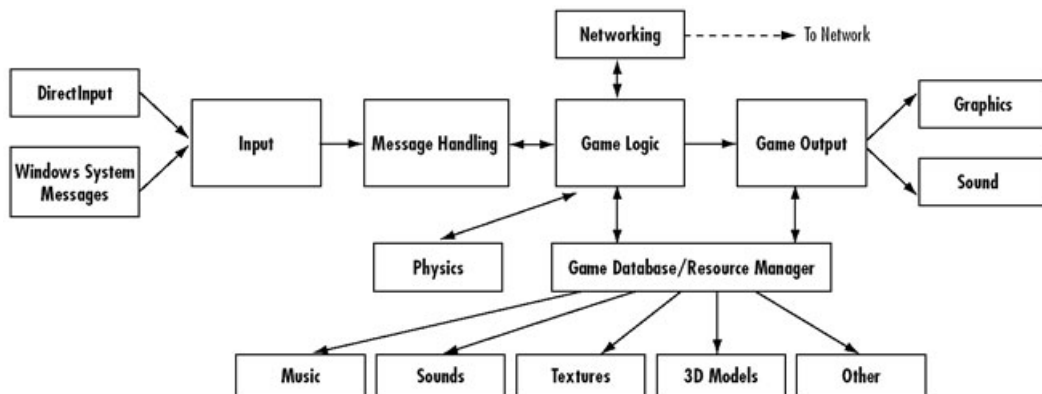 Networking
To Network
DirectInput
Graphics
Input
Message Handling
Game Logic
Game Output
Windows System
Messages
Sound
Physics
Game Database/Resource Manager
Music
Sounds
Textures
3D Models
Other